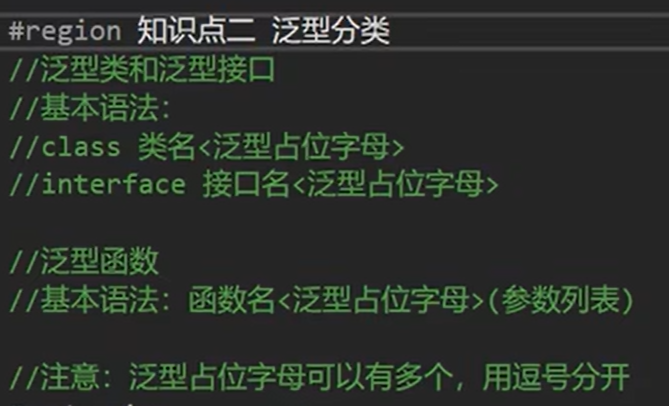 #region 知识点二 泛型分类
//泛型类和泛型接口
//基本语法：
//class 类名<泛型占位字母>
//interface 接口名<泛型占位字母>
//泛型函数
//基本语法：函数名<泛型占位字母>(参数列表)
//注意：泛型占位字母可以有多个，用逗号分开